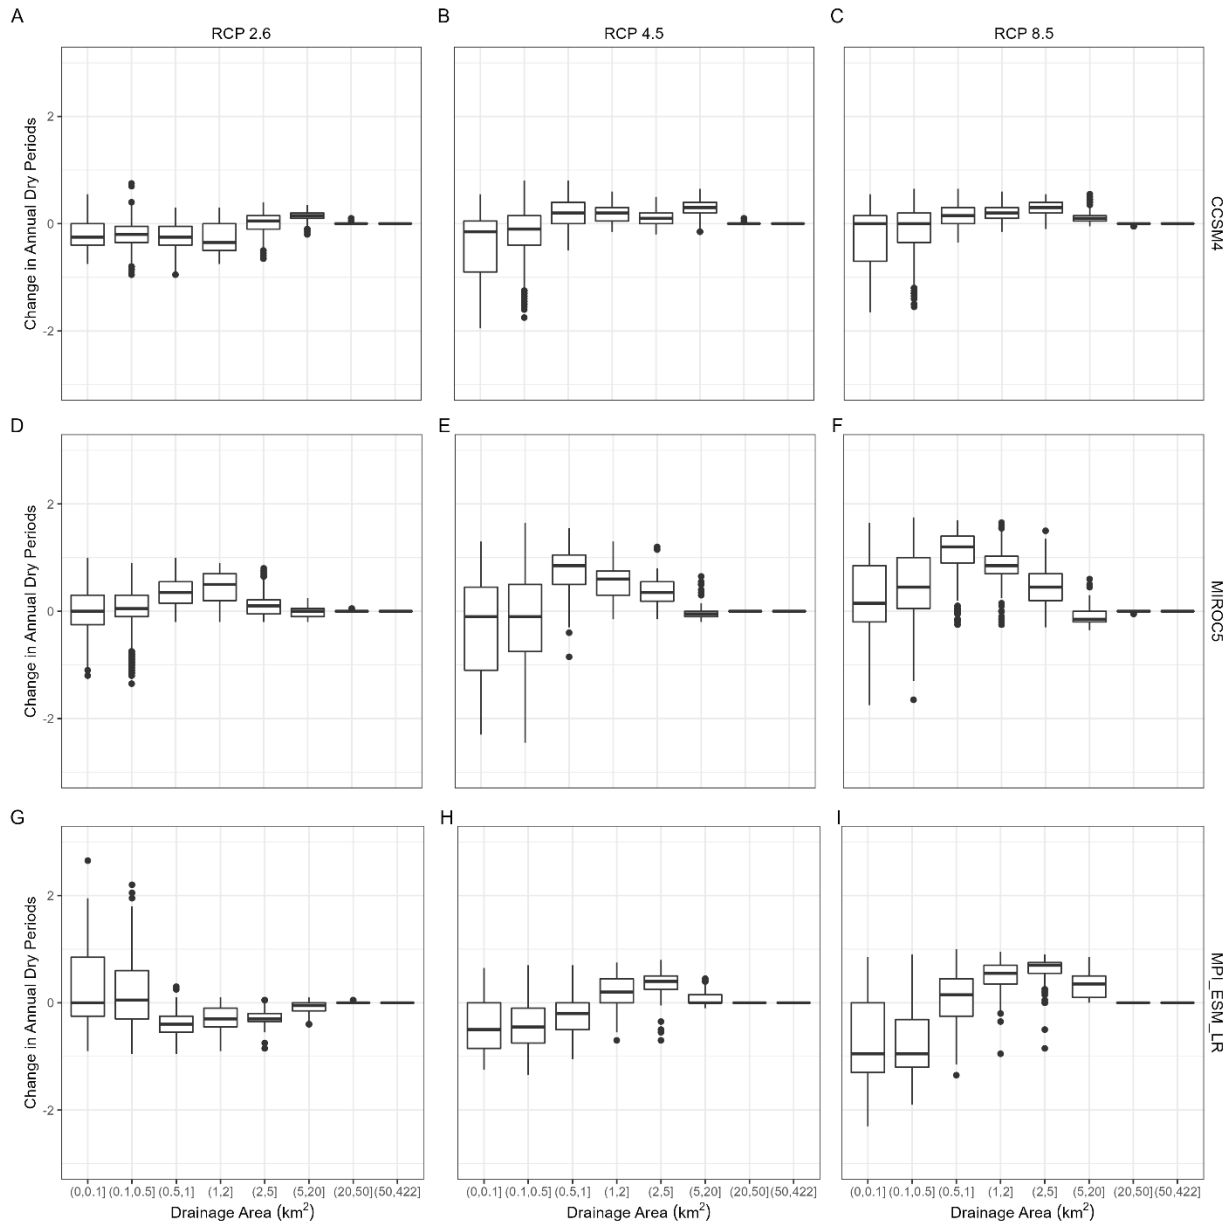 A
B
C
RCP 2.6
RCP 4.5
RCP 8.5
Change in Annual Dry Periods
2
0
-2
CCSM4
D
E
F
Change in Annual Dry Periods
2
0
-2
MIROC5
G
H
I
Change in Annual Dry Periods
2
0
-2
MPI_ESM_LR
(0,0.1] (0.1,0.5] (0.5,1] (1,2] (2,5] (5,20] (20,50] (50,422]
(0,0.1] (0.1,0.5] (0.5,1] (1,2] (2,5] (5,20] (20,50] (50,422]
(0,0.1] (0.1,0.5] (0.5,1] (1,2] (2,5] (5,20] (20,50] (50,422]
Drainage Area (km²)
Drainage Area (km²)
Drainage Area (km²)